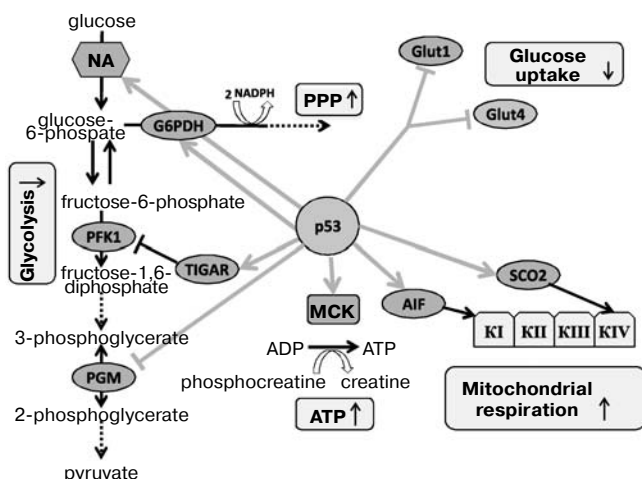 glucose
NA
glucose-
6-phospate
G6PDH
2 NADPH
PPP ↑
Glut1
Glucose
uptake ↓
Glut4
Glycolysis ↓
fructose-6-phosphate
PFK1
TIGAR
fructose-1,6-
diphosphate
p53
SCO2
AIF
MCK
KI KII KIII KIV
3-phosphoglycerate
ADP ATP
PGM
phosphocreatine creatine
2-phosphoglycerate
ATP ↑
Mitochondrial
respiration ↑
pyruvate